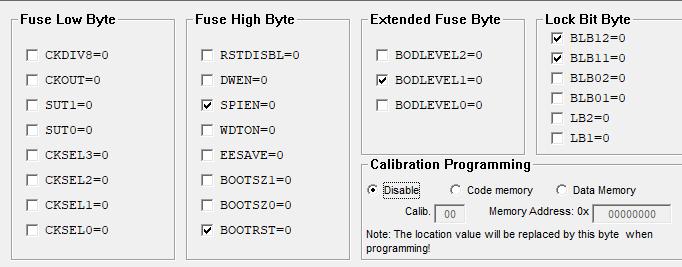 Fuse Low Byte
CKDIV8=0
CKOUT=0
SUT1=0
SUT0=0
CKSEL3=0
CKSEL2=0
CKSEL1=0
CKSEL0=0
Fuse High Byte
RSTDISBL=0
DWEN=0
SPIEN=0
WDTON=0
EESAVE=0
BOOTSZ1=0
BOOTSZ0=0
BOOTRST=0
Extended Fuse Byte
BODLEVEL2=0
BODLEVEL1=0
BODLEVEL0=0
Lock Bit Byte
BLB12=0
BLB11=0
BLB02=0
BLB01=0
LB2=0
LB1=0
Calibration Programming
Disable Code memory Data Memory
Calib. 00 Memory Address: 0x 00000000
Note: The location value will be replaced by this byte when
programming!